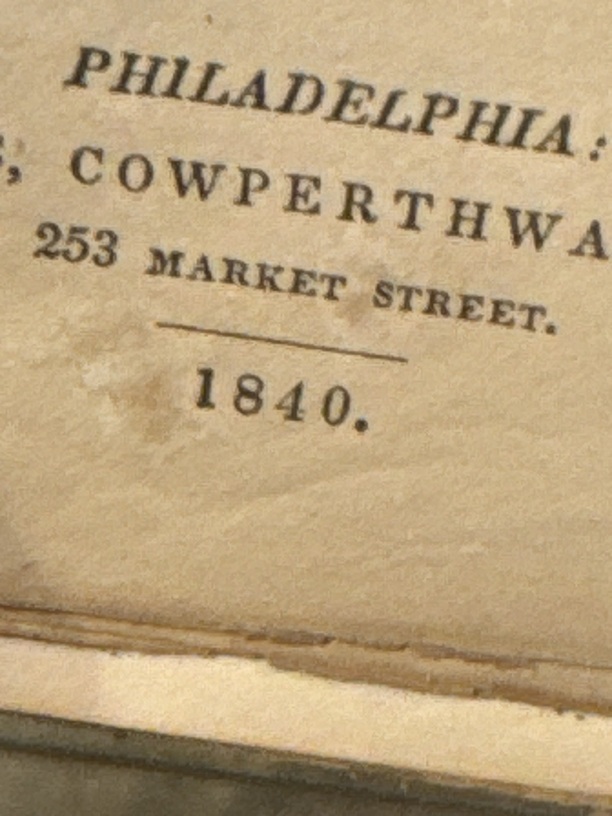 PHILADELPHIA:
, COWPERTHWA
253 MARKET STREET.
1840.